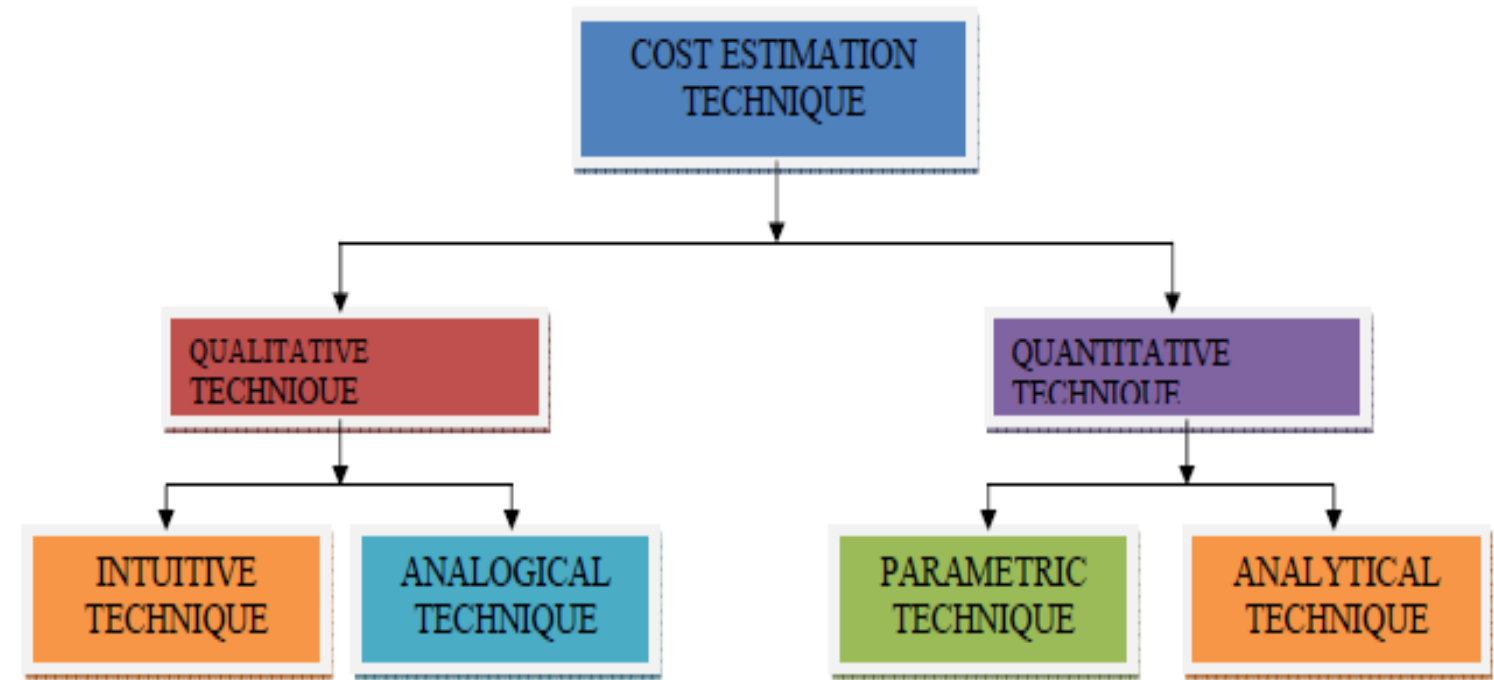 COST ESTIMATION
TECHNIQUE
QUALITATIVE
TECHNIQUE
QUANTITATIVE
TECHNIQUE
INTUITIVE
TECHNIQUE
ANALOGICAL
TECHNIQUE
PARAMETRIC
TECHNIQUE
ANALYTICAL
TECHNIQUE